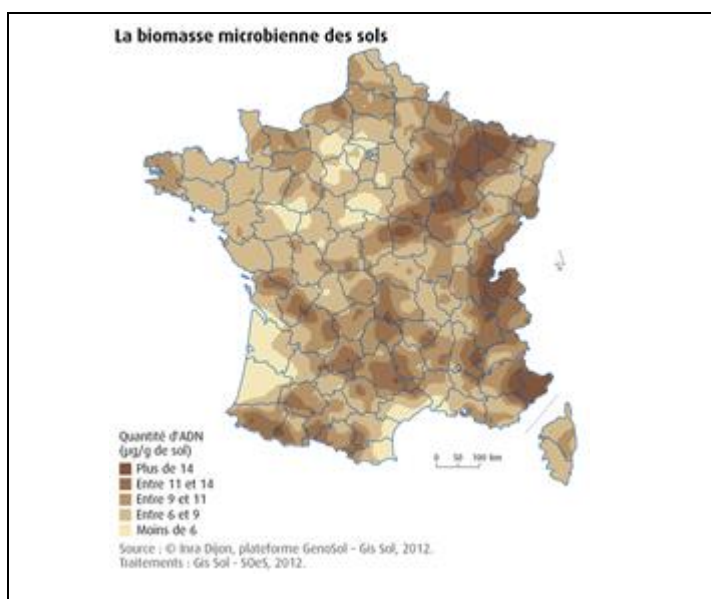 La biomasse microbienne des sols
Quantité d'ADN
(µg/g de sol)
Plus de 14
Entre 11 et 14
Entre 9 et 11
Entre 6 et 9
Moins de 6
0 50 100 km
Source : © Inra Dijon, plateforme GenoSol - Gis Sol, 2012.
Traitements : Gis Sol - SOeS, 2012.